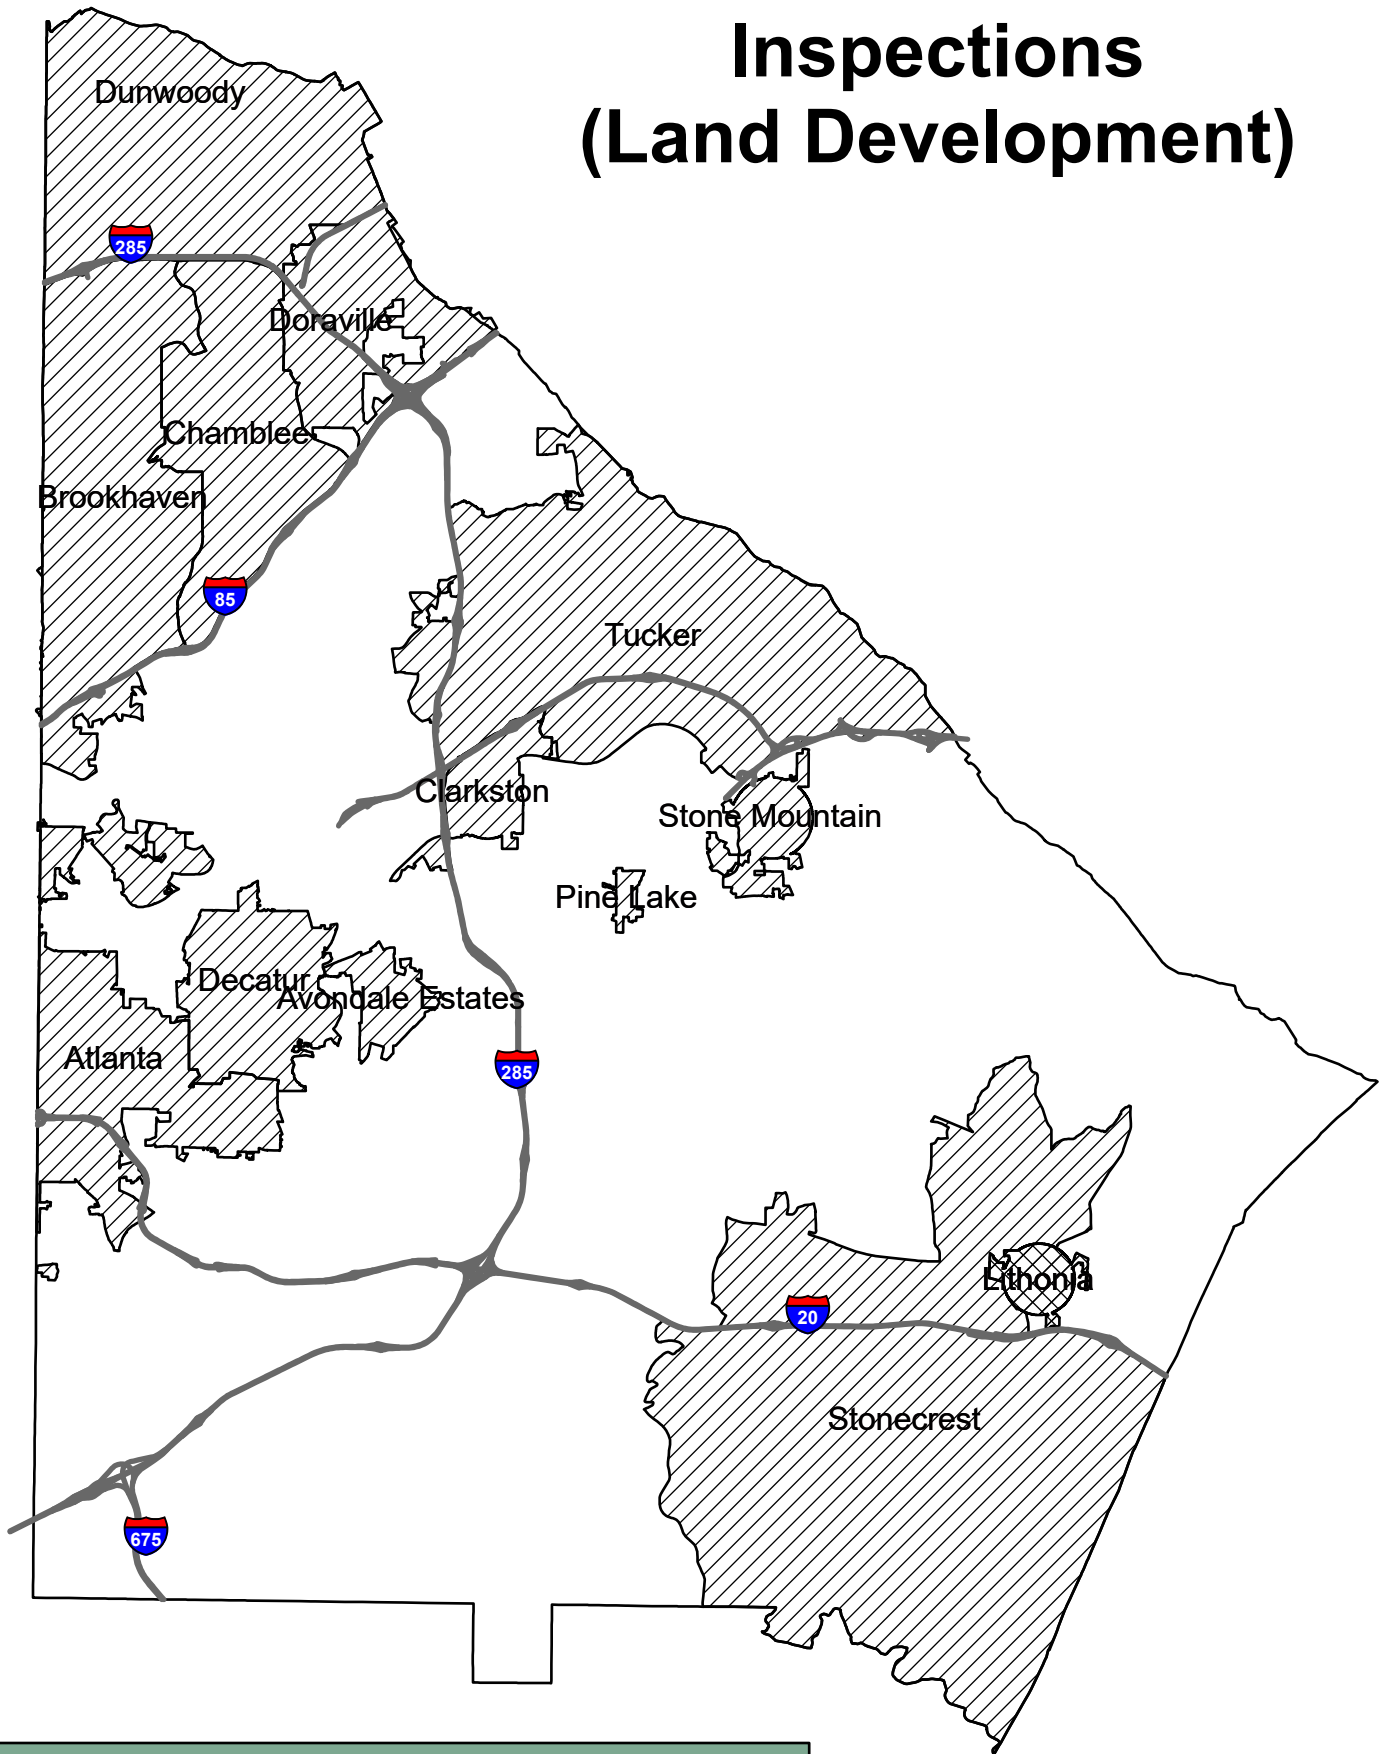 Inspections
(Land Development)
Dunwoody
285
Doraville
Chamblee
Brookhaven
85
Tucker
Clarkston
Stone Mountain
Pine Lake
Decatur
Avondale Estates
Atlanta
285
Lithonia
20
Stonecrest
675